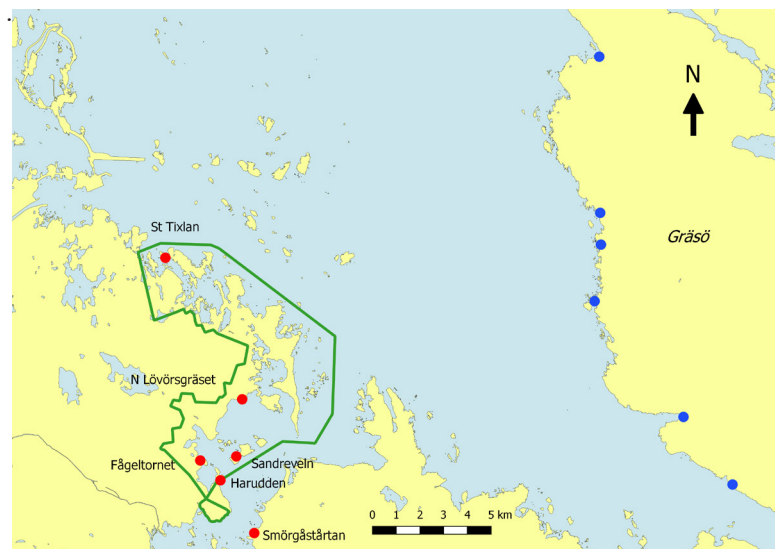 N
St Tixlan
Gräsö
N Lövörsgräset
Fågeltornet
Sandreveln
Harudden
0 1 2 3 4 5 km
Smörgåstårtan